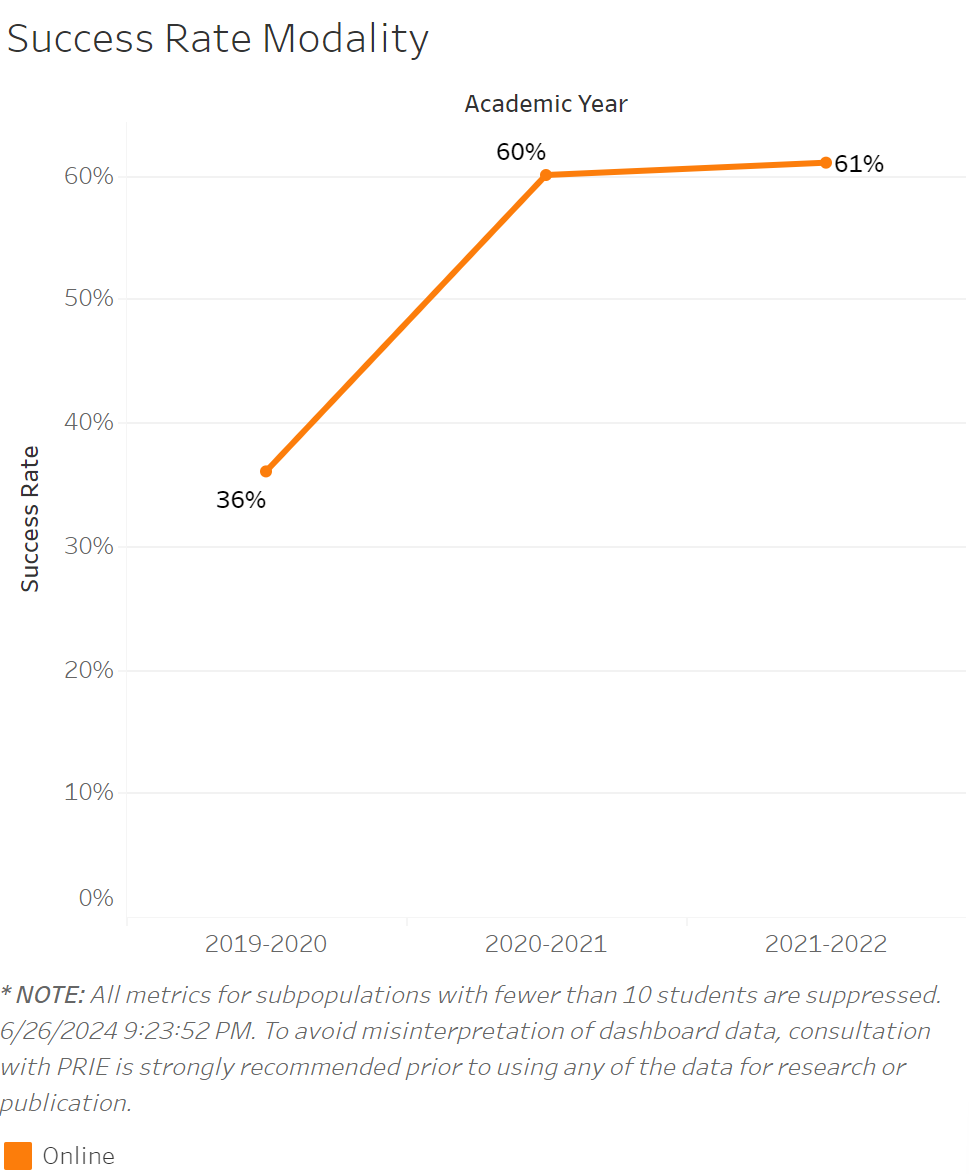 Success Rate Modality
Academic Year
60%
61%
36%
60%
50%
40%
30%
20%
10%
0%
Success Rate
2019-2020
2020-2021
2021-2022
* NOTE: All metrics for subpopulations with fewer than 10 students are suppressed.
6/26/2024 9:23:52 PM. To avoid misinterpretation of dashboard data, consultation
with PRIE is strongly recommended prior to using any of the data for research or
publication.
Online